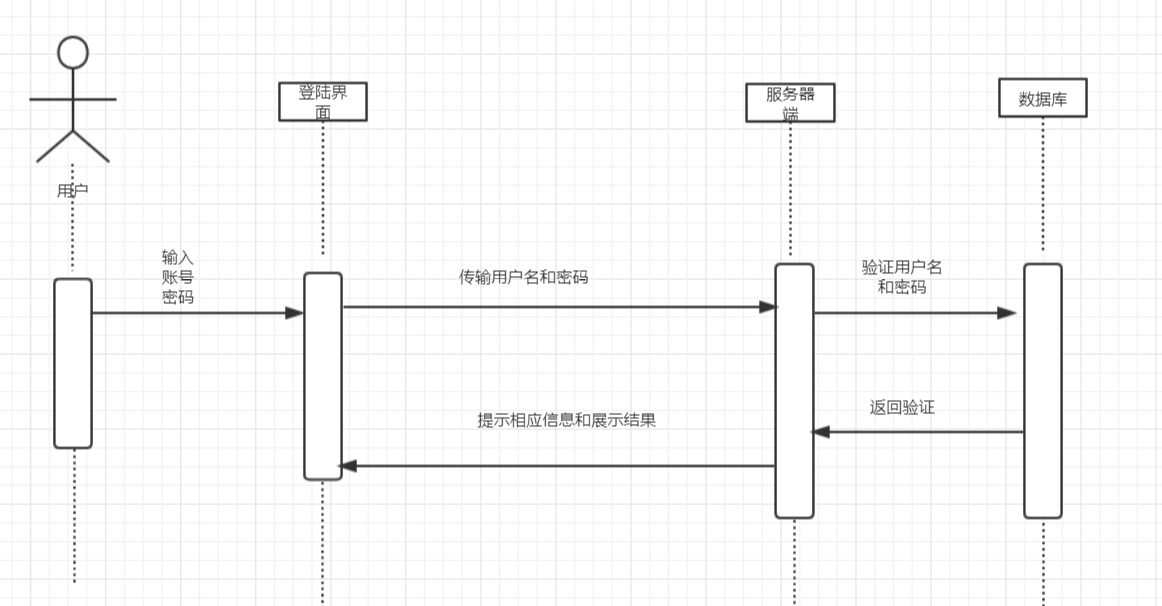 登陆界
面
服务器
端
数据库
用户
输入
账号
密码
传输用户名和密码
验证用户名
和密码
提示相应信息和展示结果
返回验证